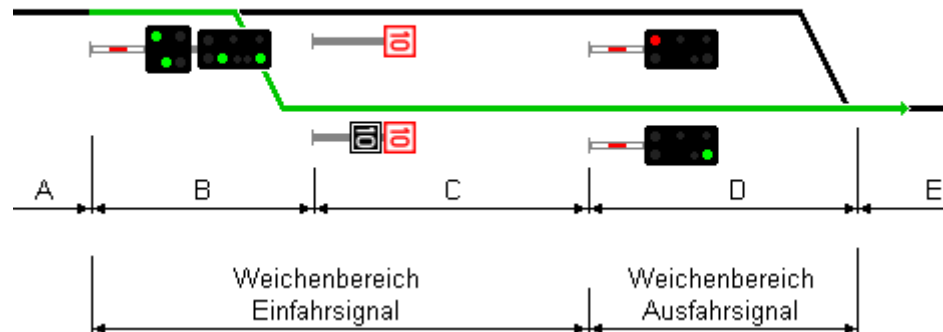 10
10 10
A B C D E
Weichenbereich Weichenbereich
Einfahrsignal Ausfahrsignal